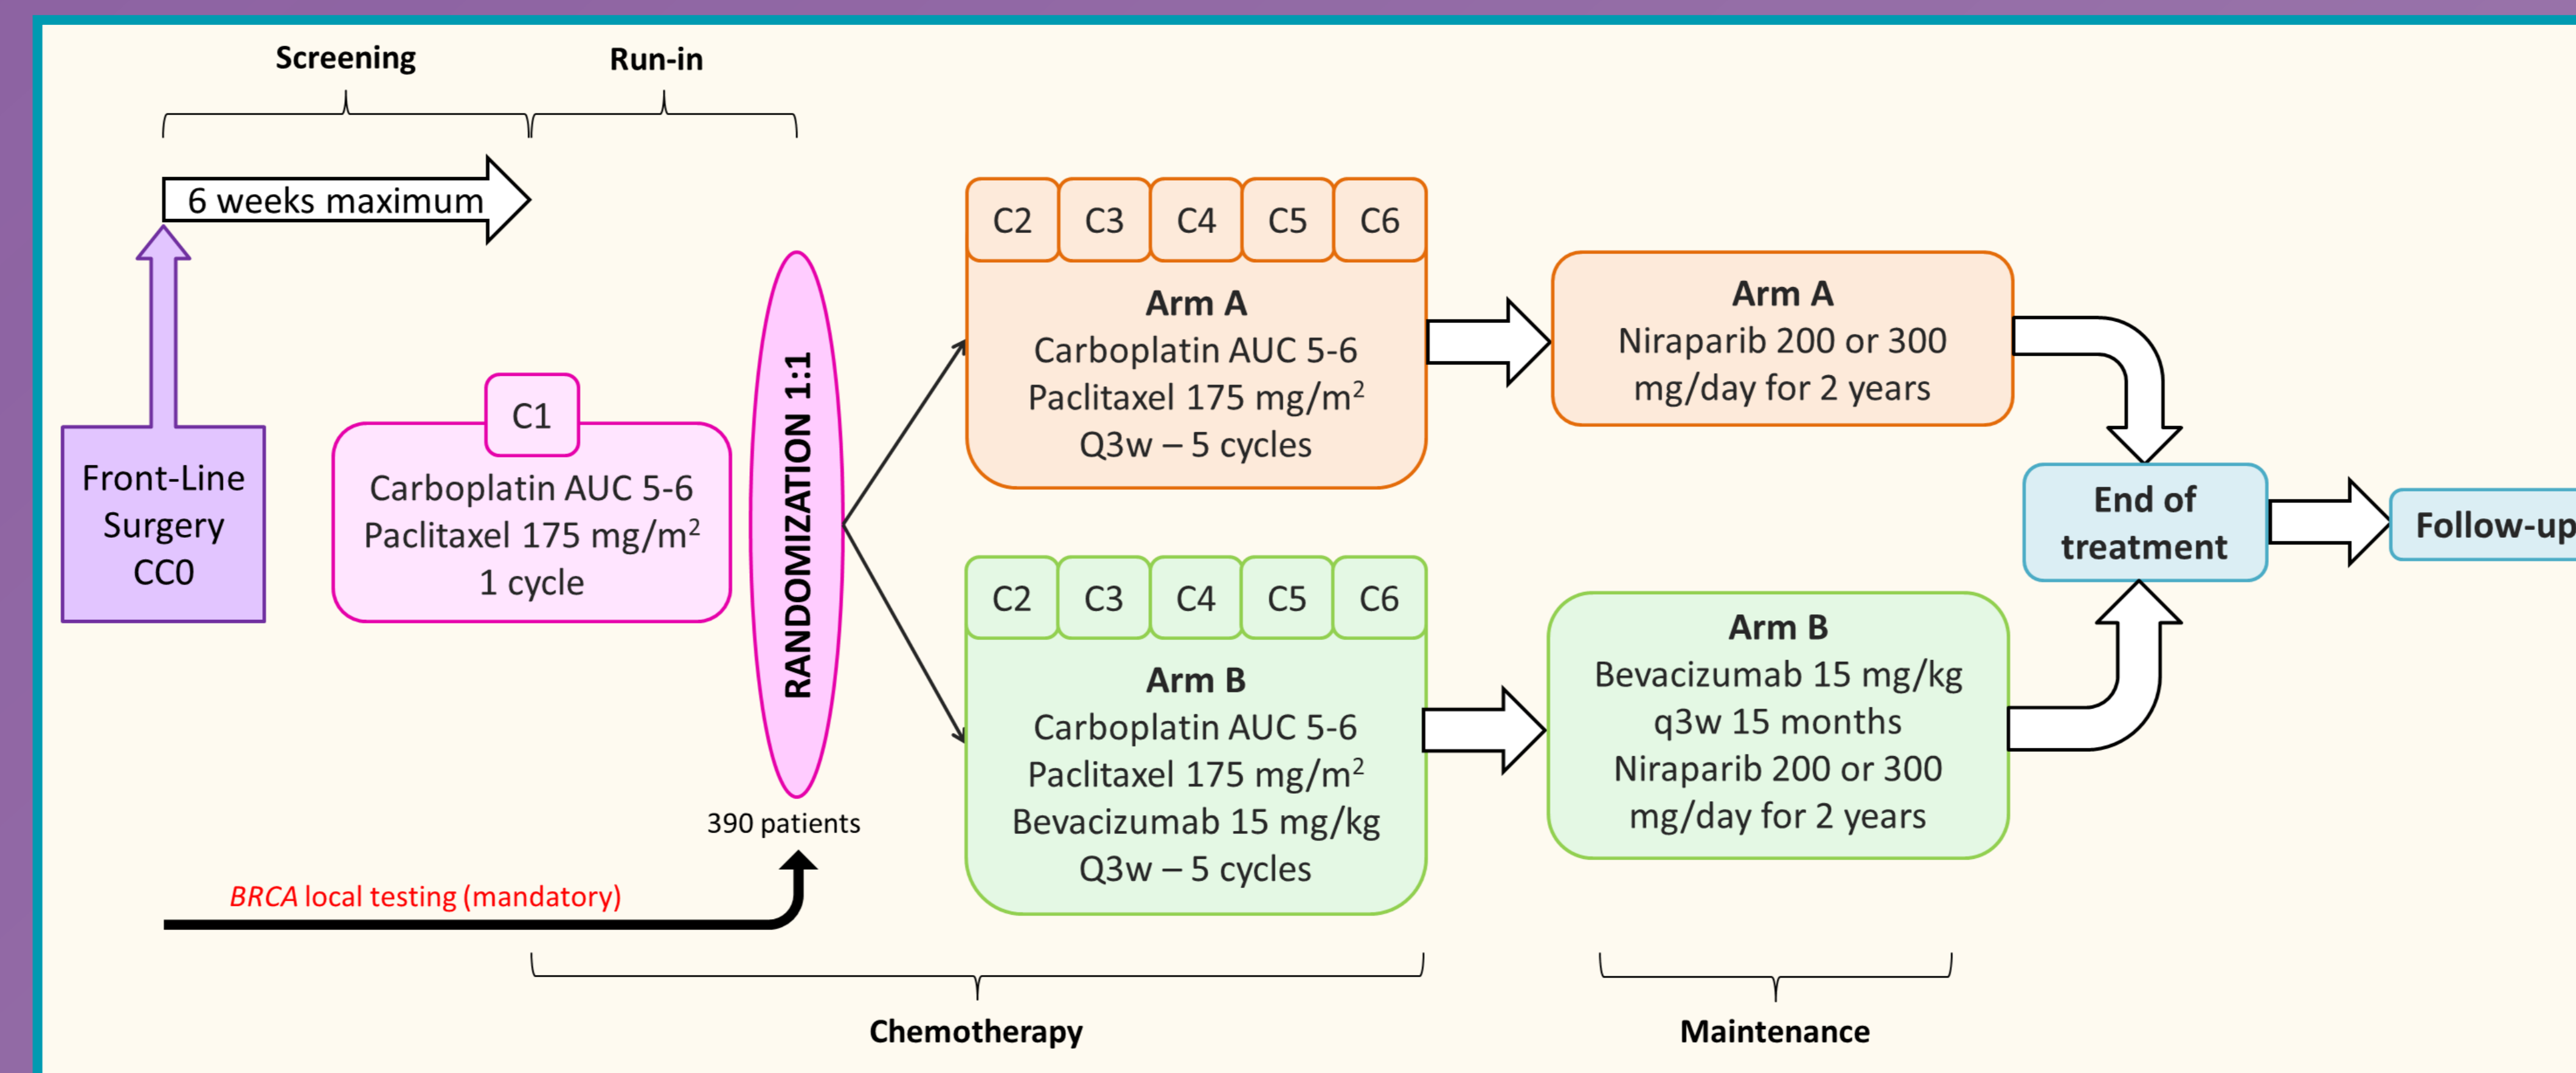 Screening
Run-in
6 weeks maximum
Front-Line
Surgery
CC0
C1
Carboplatin AUC 5-6
Paclitaxel 175 mg/m²
1 cycle
RANDOMIZATION 1:1
390 patients
BRCA local testing (mandatory)
C2 C3 C4 C5 C6
Arm A
Carboplatin AUC 5-6
Paclitaxel 175 mg/m²
Q3w – 5 cycles
C2 C3 C4 C5 C6
Arm B
Carboplatin AUC 5-6
Paclitaxel 175 mg/m²
Bevacizumab 15 mg/kg
Q3w – 5 cycles
Arm A
Niraparib 200 or 300
mg/day for 2 years
Arm B
Bevacizumab 15 mg/kg
q3w 15 months
Niraparib 200 or 300
mg/day for 2 years
End of
treatment
Follow-up
Chemotherapy
Maintenance